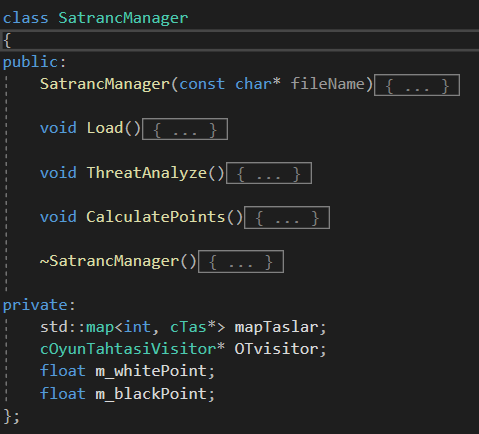 class SatrancManager
{
public:
SatrancManager(const char* fileName){ ... }
void Load(){ ... }
void ThreatAnalyze(){ ... }
void CalculatePoints(){ ... }
~SatrancManager(){ ... }
private:
std::map<int, cTas*> mapTaslar;
cOyunTahtasiVisitor* OTvisitor;
float m_whitePoint;
float m_blackPoint;
};